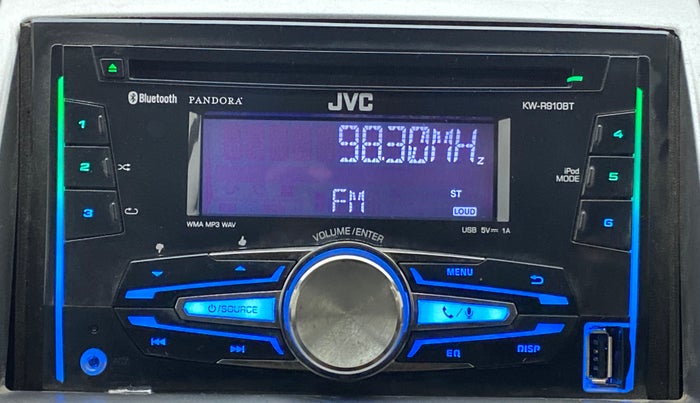 Bluetooth PANDORA JVC KW-R910BT
1 98.30MHz 4
2 iPod MODE 5
3 FM ST LOUD 6
WMA MP3 WAV USB 5V⎓ 1A
VOLUME/ENTER
MENU
⏻/SOURCE
EQ DISP